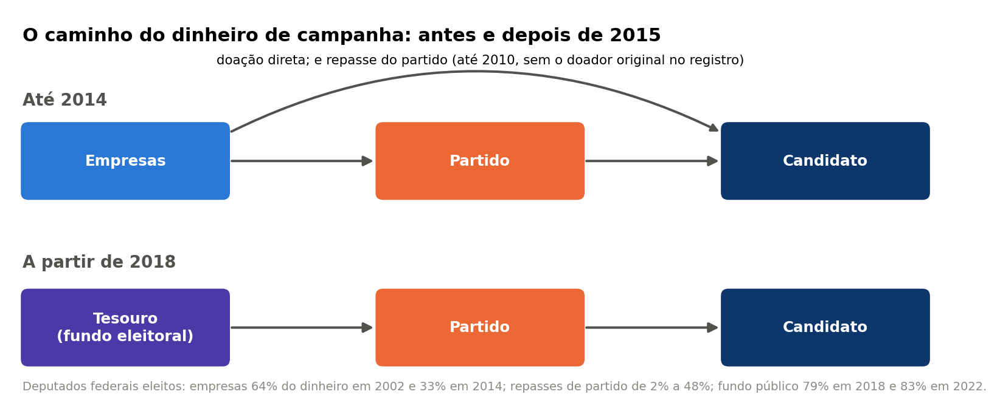 O caminho do dinheiro de campanha: antes e depois de 2015
doação direta; e repasse do partido (até 2010, sem o doador original no registro)
Até 2014
Empresas
Partido
Candidato
A partir de 2018
Tesouro
(fundo eleitoral)
Partido
Candidato
Deputados federais eleitos: empresas 64% do dinheiro em 2002 e 33% em 2014; repasses de partido de 2% a 48%; fundo público 79% em 2018 e 83% em 2022.